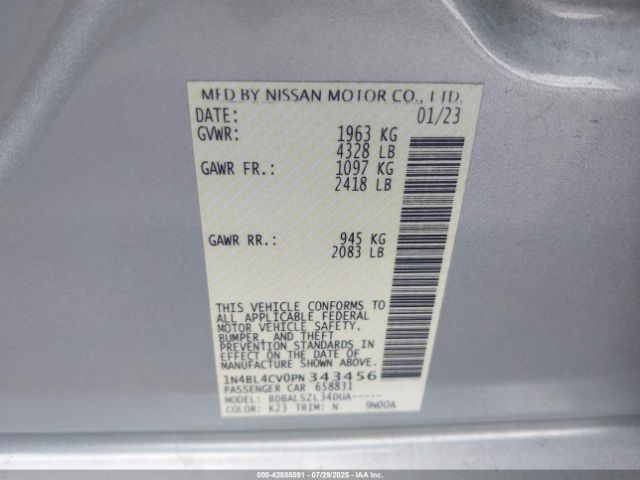 MFD BY NISSAN MOTOR CO., LTD.
DATE: 01/23
GVWR: 1963 KG
4328 LB
GAWR FR.: 1097 KG
2418 LB
GAWR RR.: 945 KG
2083 LB
THIS VEHICLE CONFORMS TO
ALL APPLICABLE FEDERAL
MOTOR VEHICLE SAFETY,
BUMPER, AND THEFT
PREVENTION STANDARDS IN
EFFECT ON THE DATE OF
MANUFACTURE SHOWN ABOVE.
1N4BL4CV0PN343456
PASSENGER CAR 658831
MODEL: BDBALSZL34DUA-----
COLOR: K23 TRIM: N 9N00A
000-42858591 - 07/29/2025 - IAAI.COM